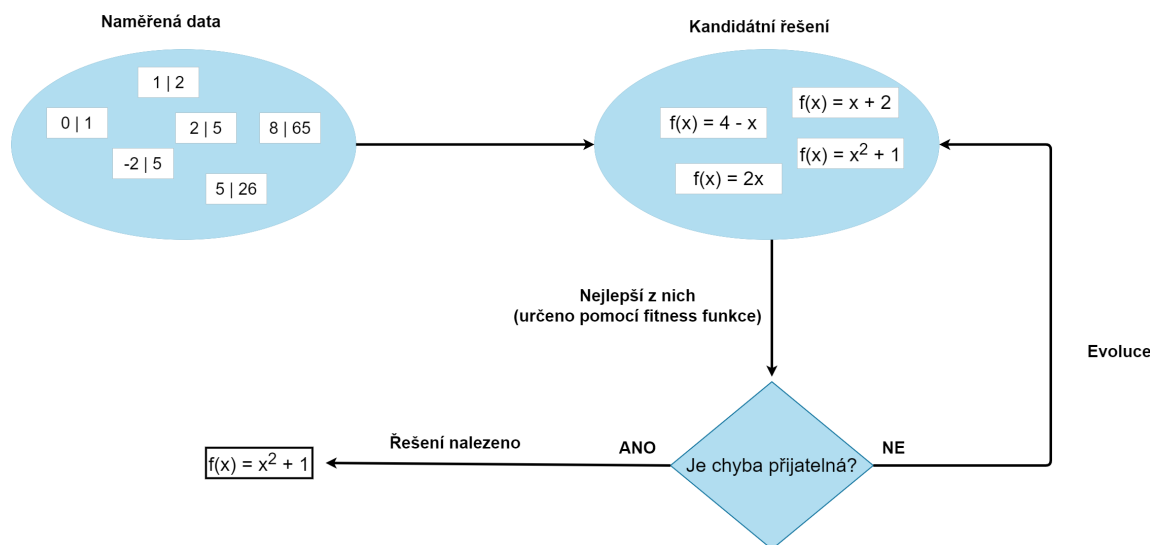 Naměřená data
Kandidátní řešení
1 | 2
0 | 1
2 | 5
8 | 65
-2 | 5
5 | 26
f(x) = x + 2
f(x) = 4 - x
f(x) = x² + 1
f(x) = 2x
Nejlepší z nich
(určeno pomocí fitness funkce)
Evoluce
Řešení nalezeno
ANO
NE
Je chyba přijatelná?
f(x) = x² + 1